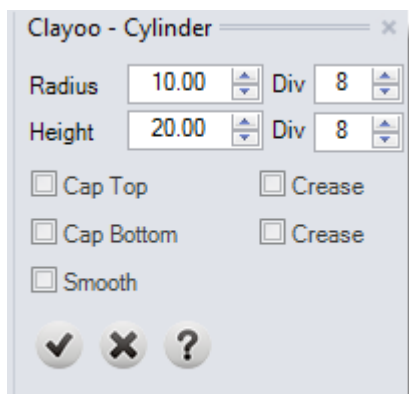 Clayoo - Cylinder
Radius 10.00 Div 8
Height 20.00 Div 8
Cap Top Crease
Cap Bottom Crease
Smooth
?